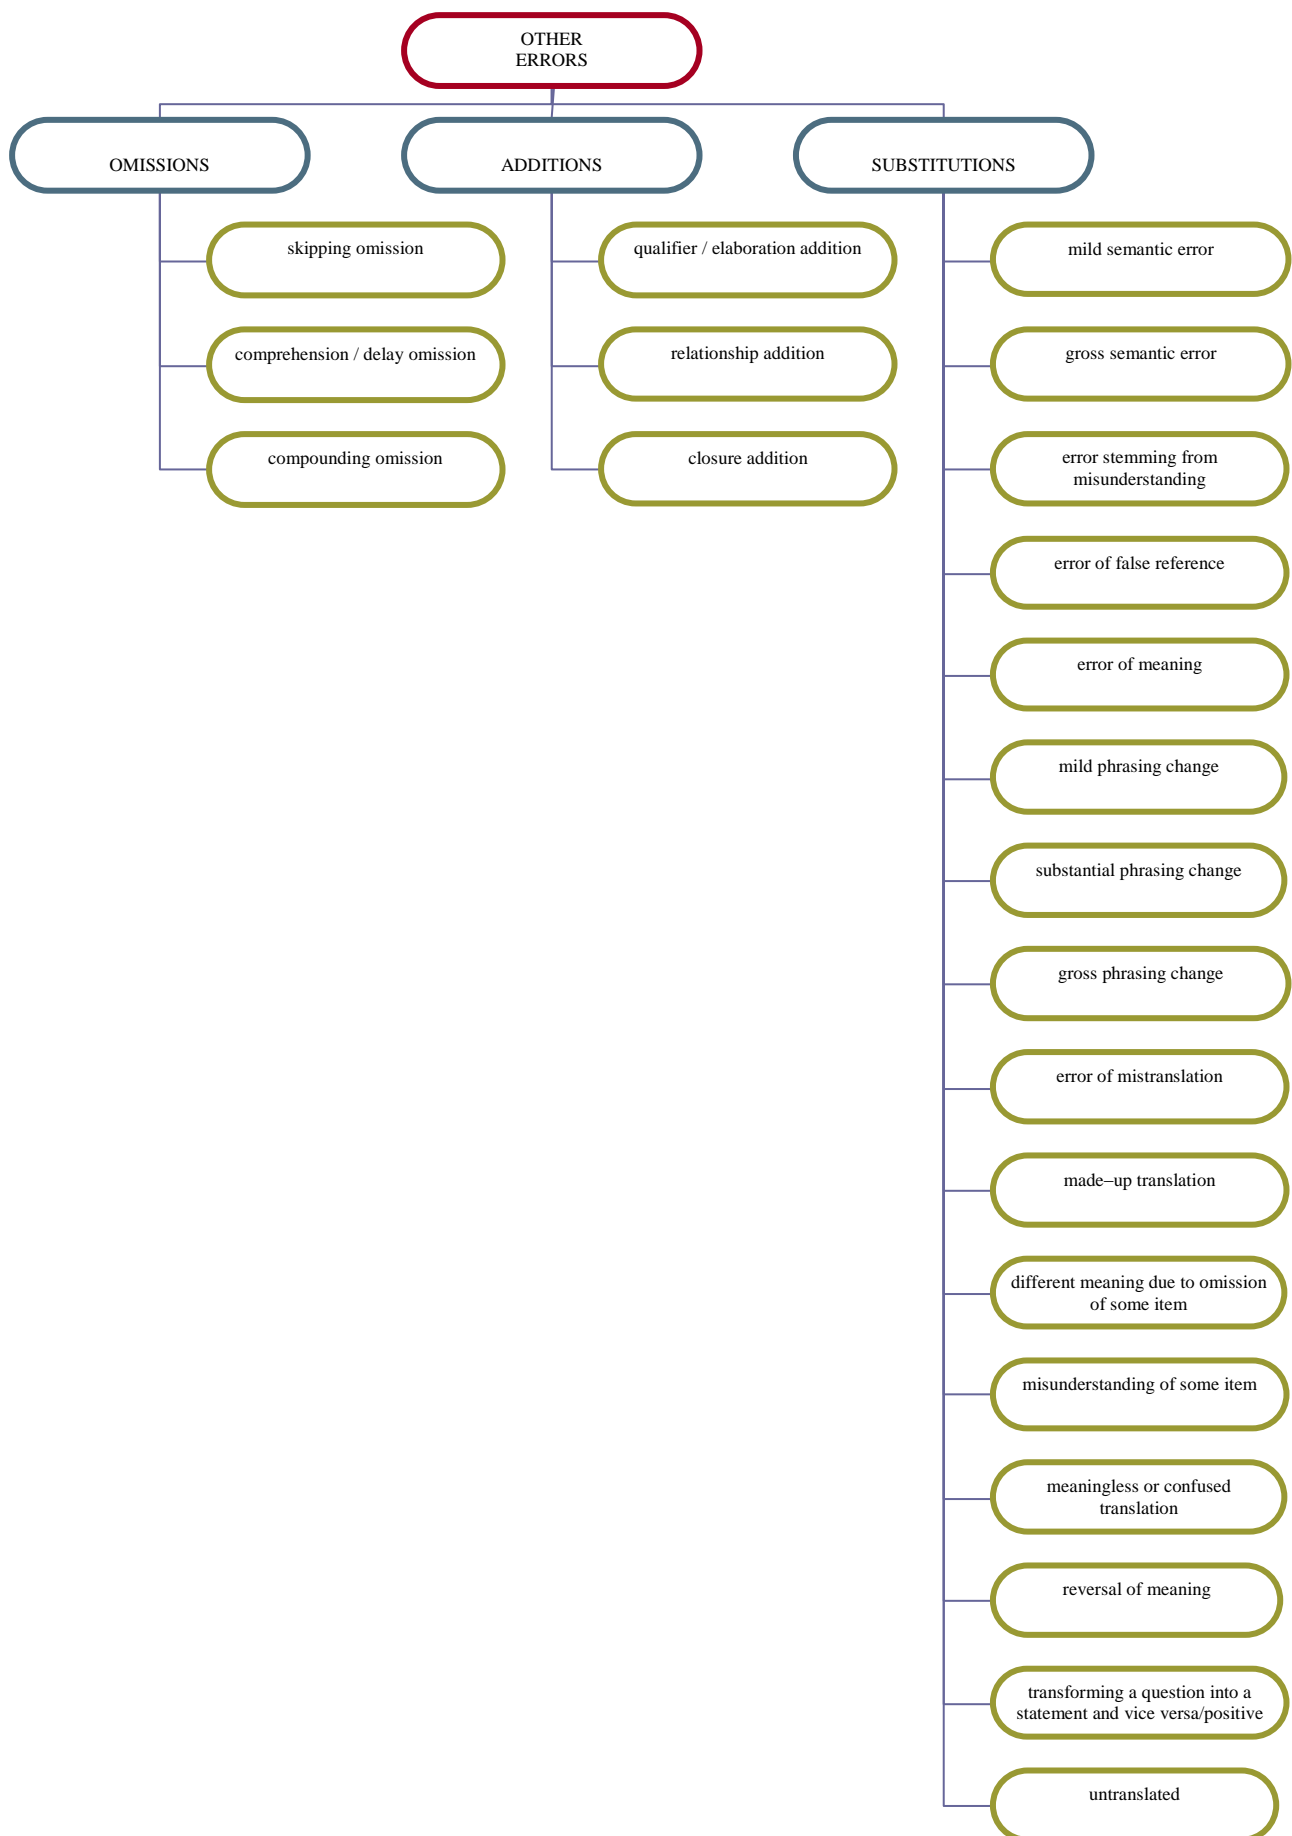 OTHER
ERRORS
OMISSIONS
ADDITIONS
SUBSTITUTIONS
skipping omission
comprehension / delay omission
compounding omission
qualifier / elaboration addition
relationship addition
closure addition
mild semantic error
gross semantic error
error stemming from
misunderstanding
error of false reference
error of meaning
mild phrasing change
substantial phrasing change
gross phrasing change
error of mistranslation
made–up translation
different meaning due to omission
of some item
misunderstanding of some item
meaningless or confused
translation
reversal of meaning
transforming a question into a
statement and vice versa/positive
untranslated